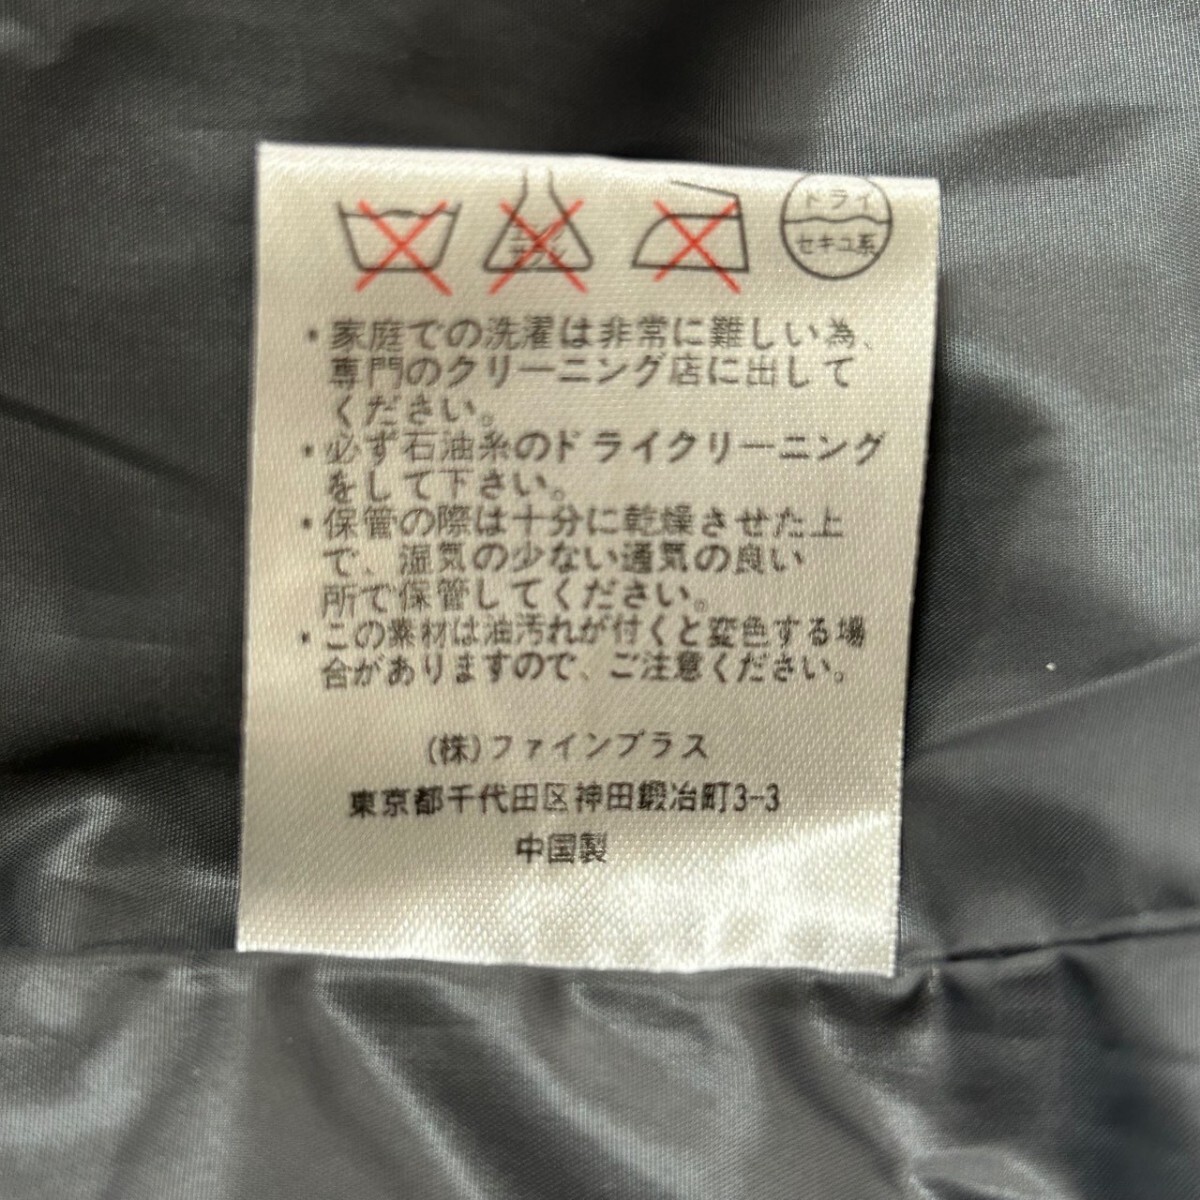 ドライ
セキユ系
・家庭での洗濯は非常に難しい為、
専門のクリーニング店に出して
ください。
・必ず石油系のドライクリーニング
をして下さい。
・保管の際は十分に乾燥させた上
で、湿気の少ない通気の良い
所で保管してください。
・この素材は油汚れが付くと変色する場
合がありますので、ご注意ください。
(株)ファインプラス
東京都千代田区神田鍛冶町3-3
中国製